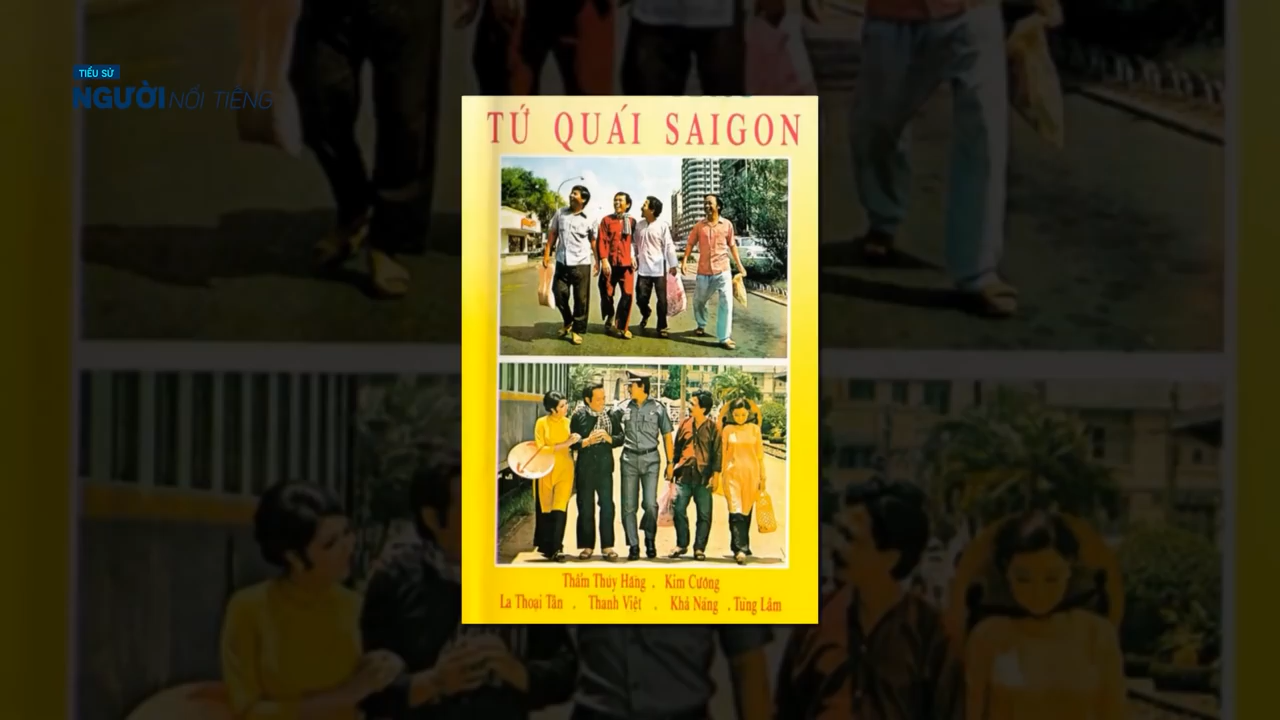 TIỂU SỬ
NGƯỜI NỔI TIẾNG
TỨ QUÁI SAIGON
Thẩm Thúy Hằng . Kim Cương
La Thoại Tân . Thanh Việt . Khả Năng . Tùng Lâm